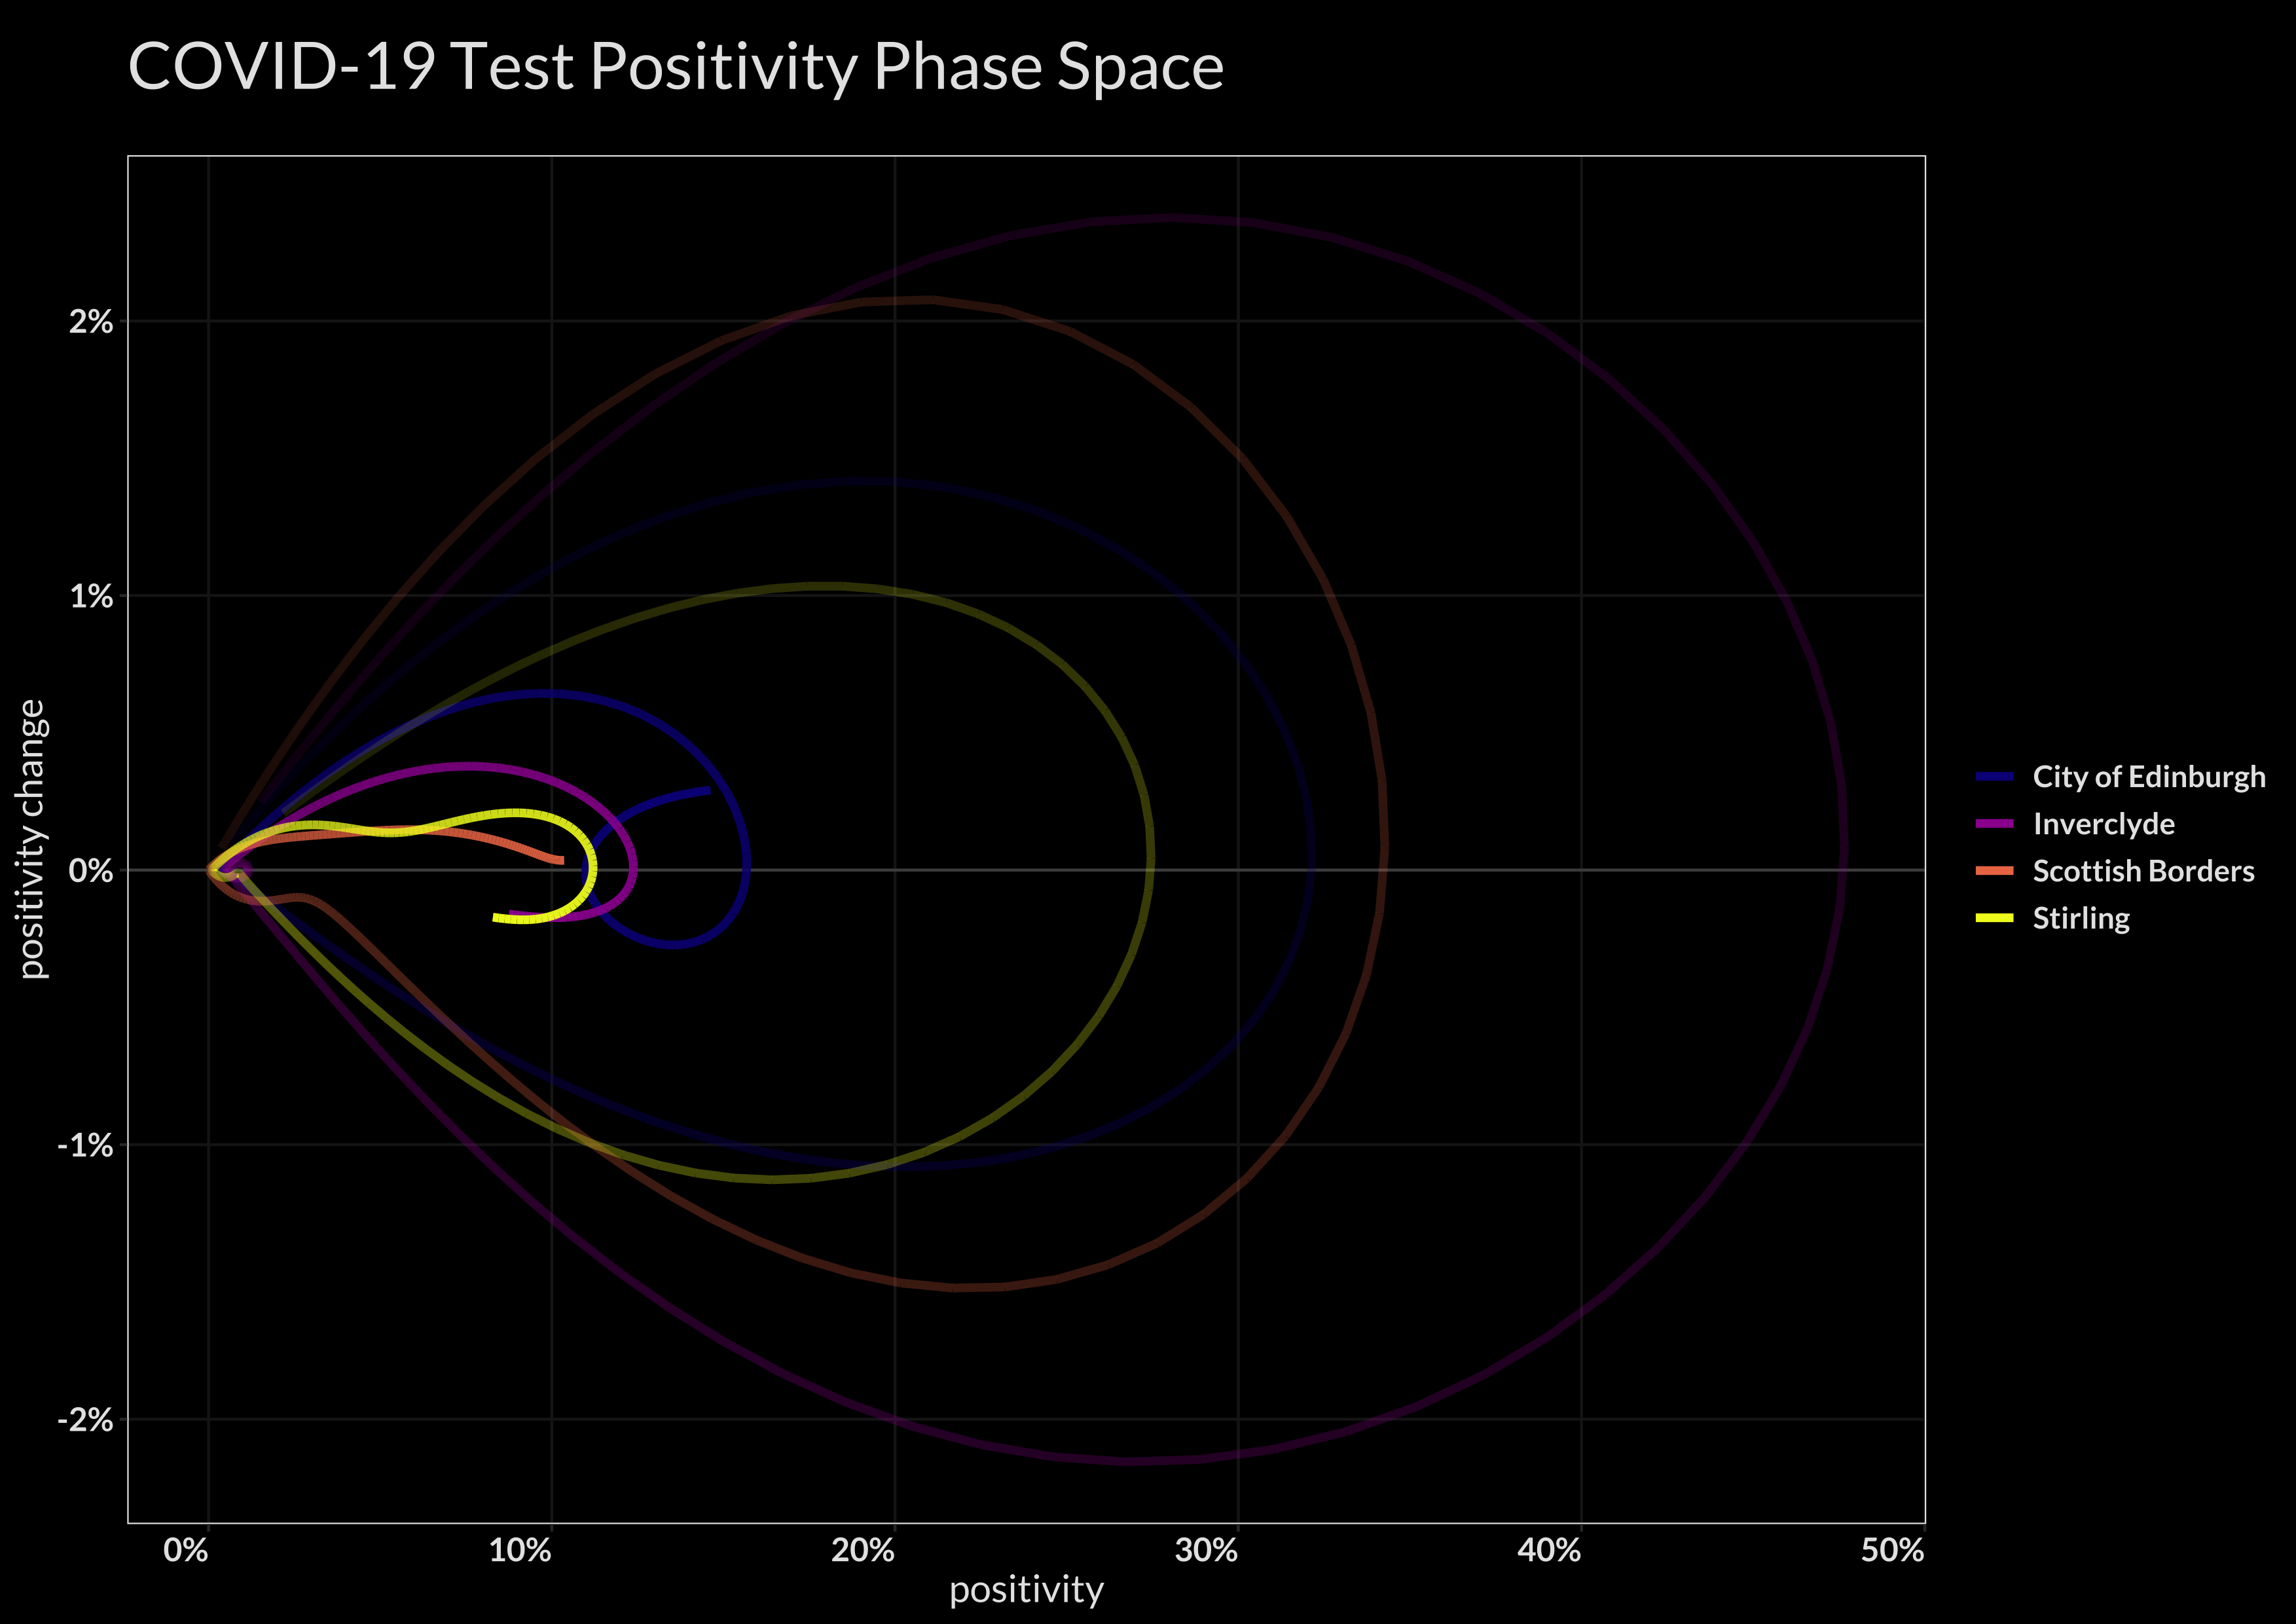 COVID-19 Test Positivity Phase Space
positivity change
2%
1%
0%
-1%
-2%
0%
10%
20%
30%
40%
50%
positivity
City of Edinburgh
Inverclyde
Scottish Borders
Stirling